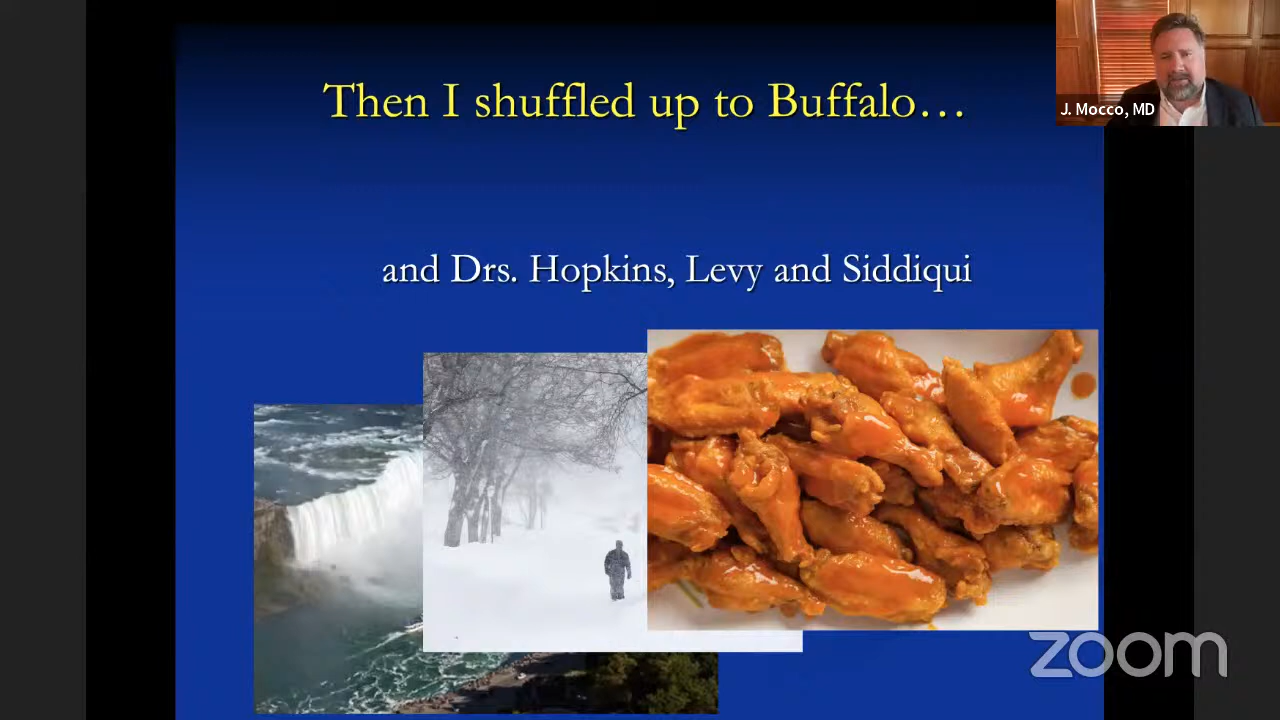 Then I shuffled up to Buffalo…
J. Mocco, MD
and Drs. Hopkins, Levy and Siddiqui
zoom